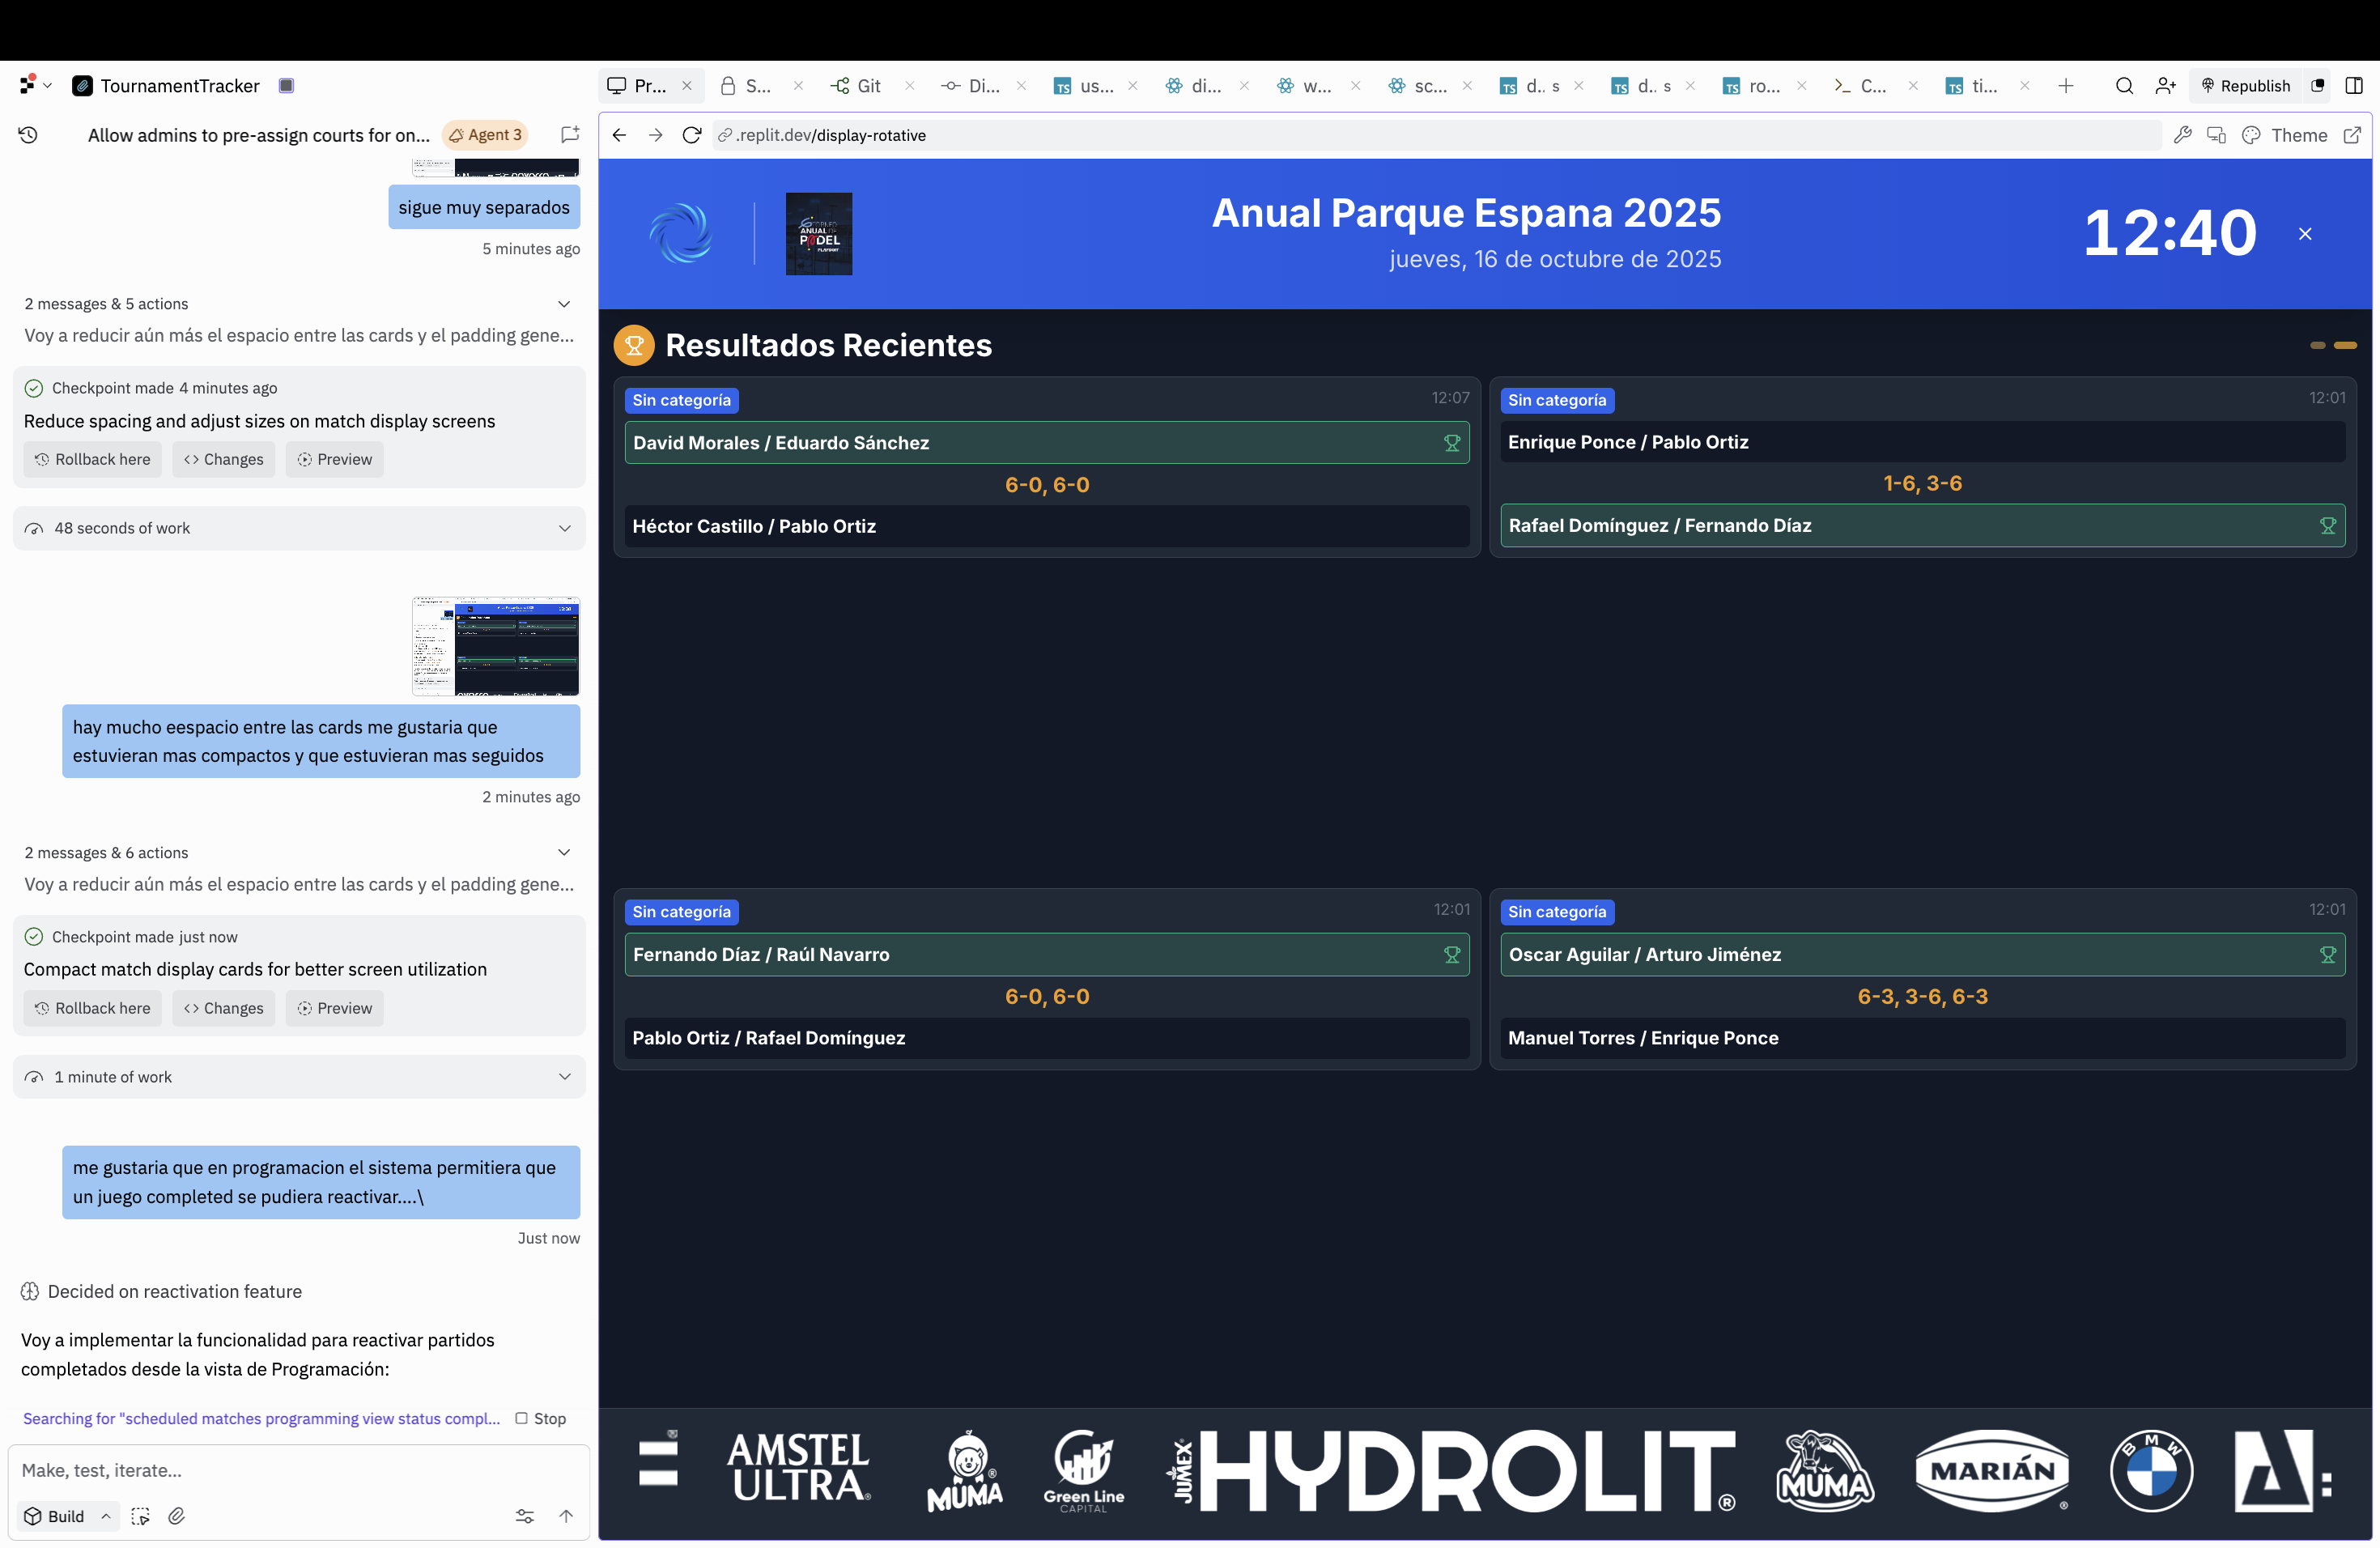 TournamentTracker
Pr...
S...
Git
Di...
us...
di...
w...
sc...
d.. s
d.. s
ro...
C...
ti...
Republish
Allow admins to pre-assign courts for on...
Agent 3
.replit.dev/display-rotative
Theme
sigue muy separados
5 minutes ago
2 messages & 5 actions
Voy a reducir aún más el espacio entre las cards y el padding gene...
Checkpoint made 4 minutes ago
Reduce spacing and adjust sizes on match display screens
Rollback here
Changes
Preview
48 seconds of work
hay mucho eespacio entre las cards me gustaria que
estuvieran mas compactos y que estuvieran mas seguidos
2 minutes ago
2 messages & 6 actions
Voy a reducir aún más el espacio entre las cards y el padding gene...
Checkpoint made just now
Compact match display cards for better screen utilization
Rollback here
Changes
Preview
1 minute of work
me gustaria que en programacion el sistema permitiera que
un juego completed se pudiera reactivar....\
Just now
Decided on reactivation feature
Voy a implementar la funcionalidad para reactivar partidos
completados desde la vista de Programación:
Searching for "scheduled matches programming view status compl...
Stop
Make, test, iterate...
Build
ANUAL
PADEL
Anual Parque Espana 2025
jueves, 16 de octubre de 2025
12:40
Resultados Recientes
Sin categoría
12:07
David Morales / Eduardo Sánchez
6-0, 6-0
Héctor Castillo / Pablo Ortiz
Sin categoría
12:01
Enrique Ponce / Pablo Ortiz
1-6, 3-6
Rafael Domínguez / Fernando Díaz
Sin categoría
12:01
Fernando Díaz / Raúl Navarro
6-0, 6-0
Pablo Ortiz / Rafael Domínguez
Sin categoría
12:01
Oscar Aguilar / Arturo Jiménez
6-3, 3-6, 6-3
Manuel Torres / Enrique Ponce
AMSTEL
ULTRA®
MUMA®
Green Line
CAPITAL
JUMEX®
HYDROLIT®
MUMA
MARIÁN®
BMW
A: